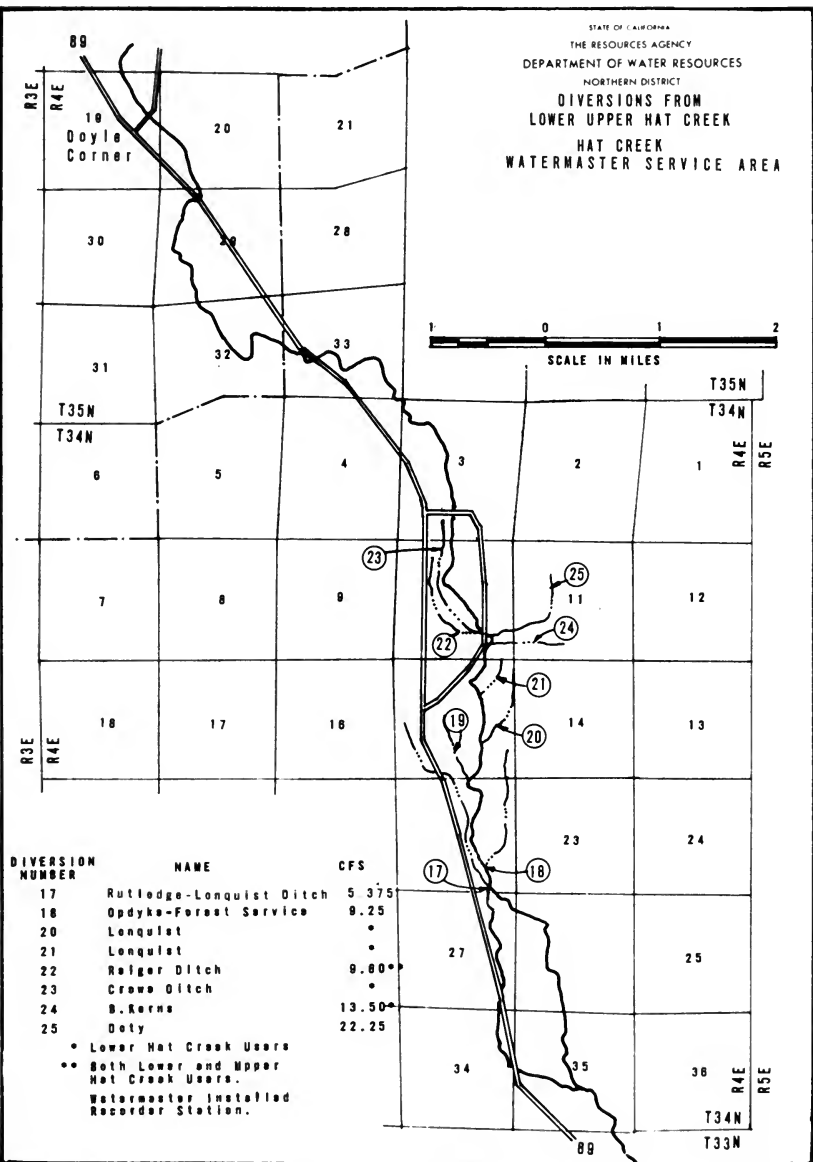 STATE OF CALIFORNIA
THE RESOURCES AGENCY
DEPARTMENT OF WATER RESOURCES
NORTHERN DISTRICT
DIVERSIONS FROM
LOWER UPPER HAT CREEK
HAT CREEK
WATERMASTER SERVICE AREA
89
R3E R4E
19 20 21
Doyle
Corner
30 29 28
31 32 33
1 0 1 2
SCALE IN MILES
T35N
T34N
T35N
T34N
6 5 4 3 2 1
R4E R5E
23
25
7 8 9 11 12
24
22
21
18 17 16 19 14 13
20
R3E R4E
23 24
17 18
27 25
34 35 36
R4E R5E
T34N
T33N
89
DIVERSION
NUMBER NAME CFS
17 Rutledge-Lonquist Ditch 5.375
18 Opdyke-Forest Service 9.25
20 Lonquist *
21 Lonquist *
22 Reiger Ditch 9.60**
23 Crowe Ditch *
24 B.Kerns 13.50*
25 Doty 22.25
* Lower Hat Creek Users
** Both Lower and Upper
Hat Creek Users.
Watermaster Installed
Recorder Station.